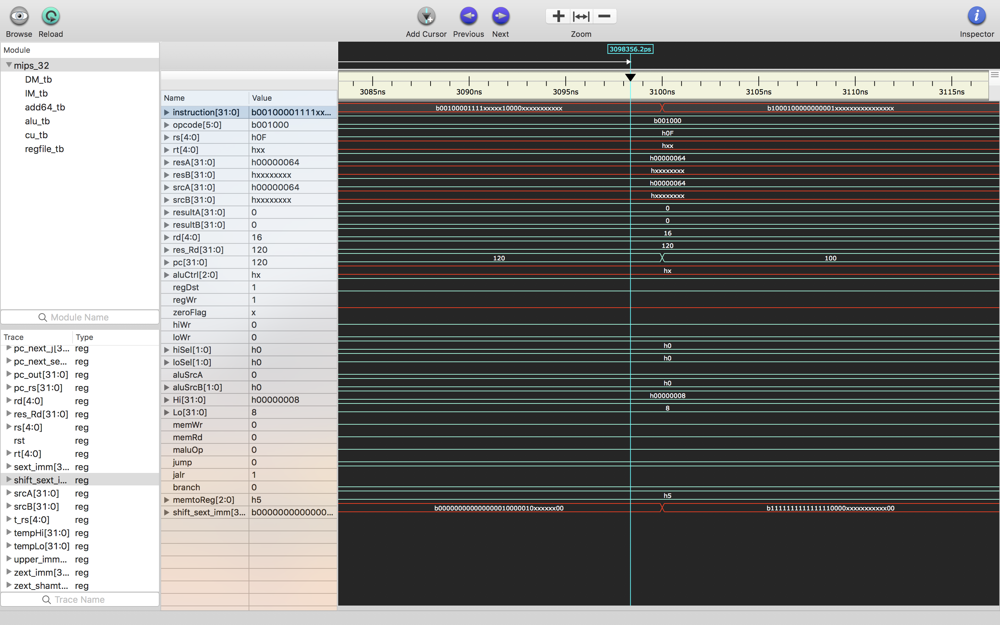 Browse Reload Add Cursor Previous Next Zoom Inspector
Module
mips_32
DM_tb
IM_tb
add64_tb
alu_tb
cu_tb
regfile_tb
Module Name
Trace Type
pc_next_j[3... reg
pc_next_se... reg
pc_out[31:0] reg
pc_rs[31:0] reg
rd[4:0] reg
res_Rd[31:0] reg
rs[4:0] reg
rst reg
rt[4:0] reg
sext_imm[3... reg
shift_sext_i... reg
srcA[31:0] reg
srcB[31:0] reg
t_rs[4:0] reg
tempHi[31:0] reg
tempLo[31:0] reg
upper_imm... reg
zext_imm[3... reg
zext_shamt... reg
Trace Name
3098356.2ps
3085ns 3090ns 3095ns 3100ns 3105ns 3110ns 3115ns
Name Value
instruction[31:0] b00100001111xx... b00100001111xxxxx10000xxxxxxxxxxx b1000100000000001xxxxxxxxxxxxxxxx
opcode[5:0] b001000 b001000
rs[4:0] h0F h0F
rt[4:0] hxx hxx
resA[31:0] h00000064 h00000064
resB[31:0] hxxxxxxxx hxxxxxxxx
srcA[31:0] h00000064 h00000064
srcB[31:0] hxxxxxxxx hxxxxxxxx
resultA[31:0] 0 0
resultB[31:0] 0 0
rd[4:0] 16 16
res_Rd[31:0] 120 120
pc[31:0] 120 120 100
aluCtrl[2:0] hx hx
regDst 1
regWr 1
zeroFlag x
hiWr 0
loWr 0
hiSel[1:0] h0 h0
loSel[1:0] h0 h0
aluSrcA 0
aluSrcB[1:0] h0 h0
Hi[31:0] h00000008 h00000008
Lo[31:0] 8 8
memWr 0
memRd 0
maluOp 0
jump 0
jalr 1
branch 0
memtoReg[2:0] h5 h5
shift_sext_imm[3... b0000000000000... b000000000000000010000010xxxxxx00 b1111111111111110000xxxxxxxxxxx00